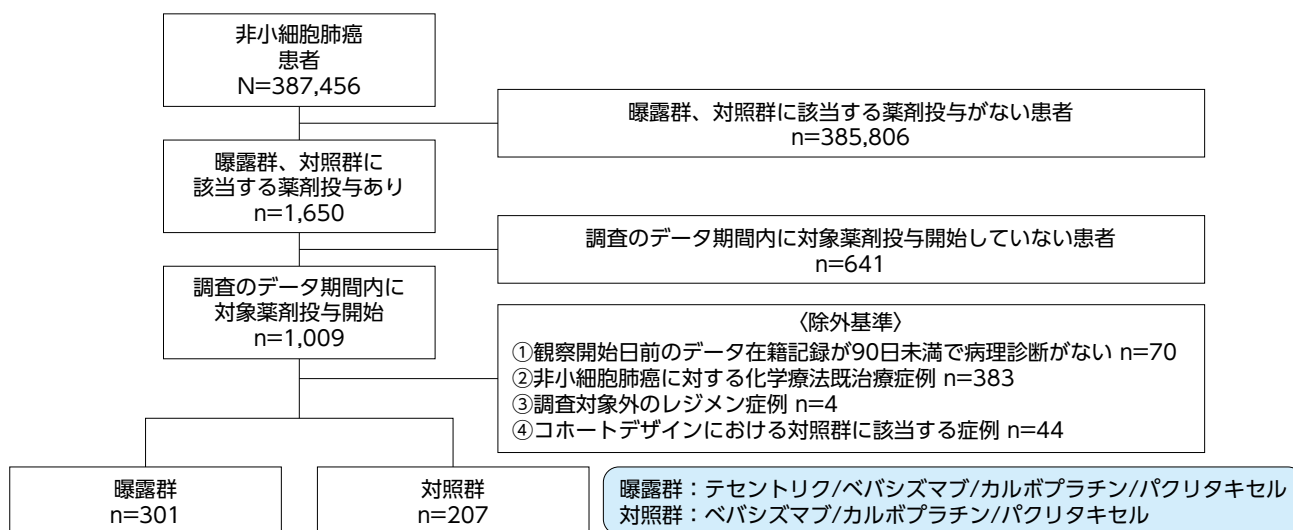 非小細胞肺癌
患者
N=387,456
曝露群、対照群に該当する薬剤投与がない患者
n=385,806
曝露群、対照群に
該当する薬剤投与あり
n=1,650
調査のデータ期間内に対象薬剤投与開始していない患者
n=641
調査のデータ期間内に
対象薬剤投与開始
n=1,009
〈除外基準〉
①観察開始日前のデータ在籍記録が90日未満で病理診断がない n=70
②非小細胞肺癌に対する化学療法既治療症例 n=383
③調査対象外のレジメン症例 n=4
④コホートデザインにおける対照群に該当する症例 n=44
曝露群
n=301
対照群
n=207
曝露群：テセントリク/ベバシズマブ/カルボプラチン/パクリタキセル
対照群：ベバシズマブ/カルボプラチン/パクリタキセル